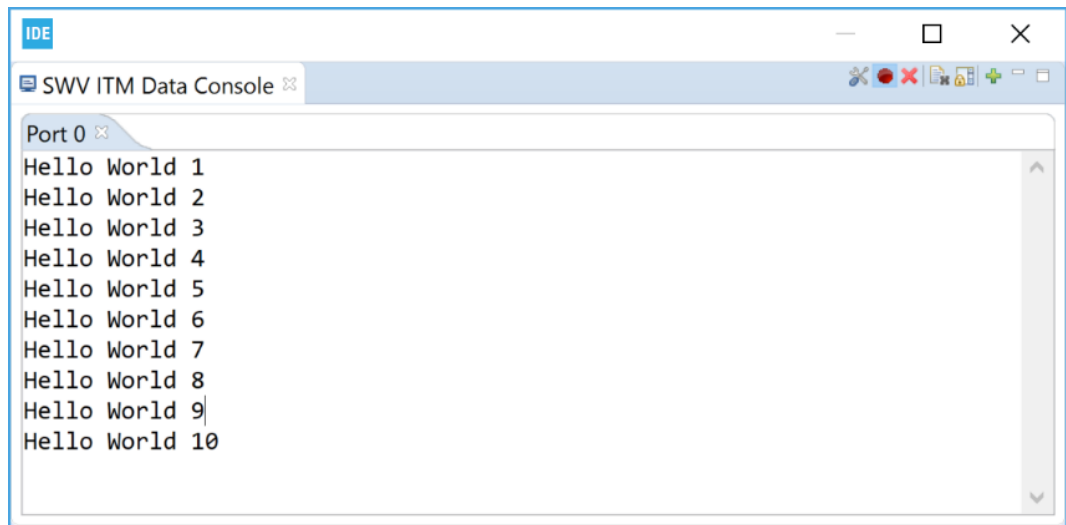 IDE
SWV ITM Data Console
Port 0
Hello World 1
Hello World 2
Hello World 3
Hello World 4
Hello World 5
Hello World 6
Hello World 7
Hello World 8
Hello World 9
Hello World 10